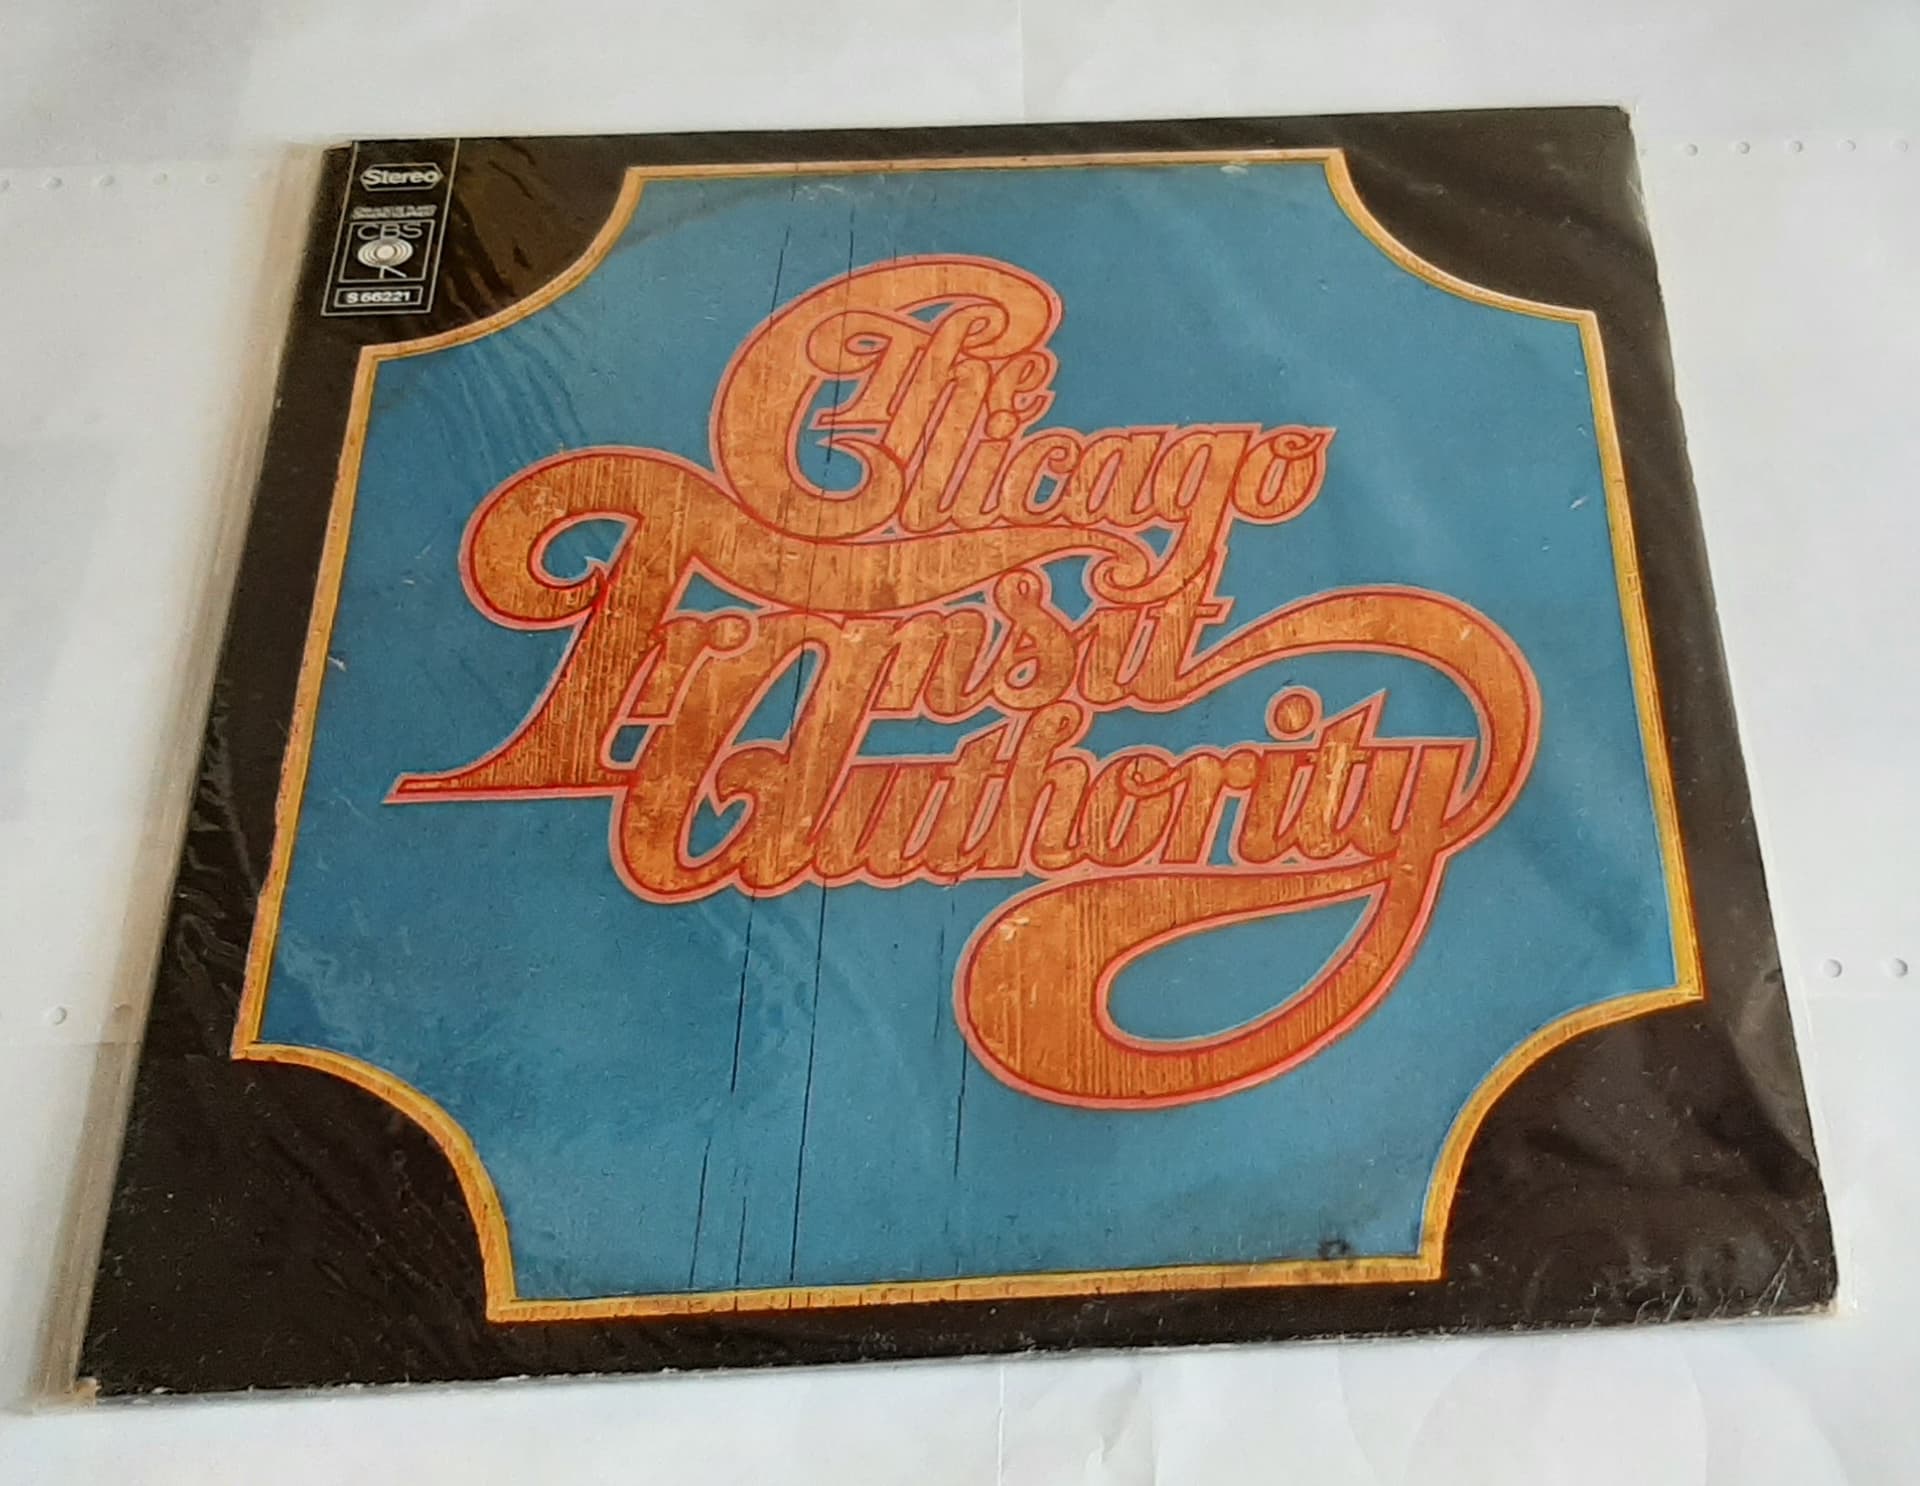 Stereo
CBS
S 66221
The
Chicago
Transit
Authority